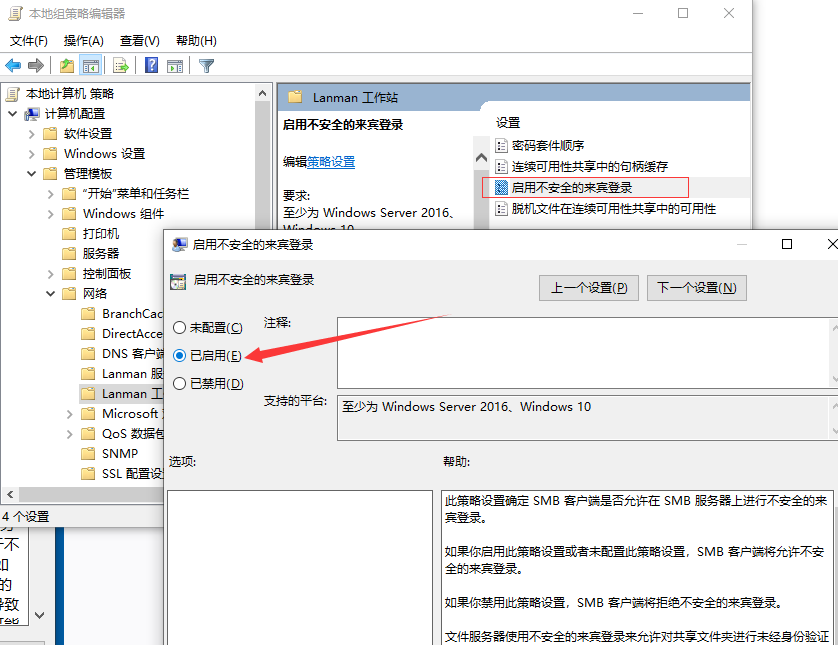 本地组策略编辑器
文件(F) 操作(A) 查看(V) 帮助(H)
本地计算机 策略
计算机配置
软件设置
Windows 设置
管理模板
"开始"菜单和任务栏
Windows 组件
打印机
服务器
控制面板
网络
BranchCac
DirectAcce
DNS 客户端
Lanman 服
Lanman 工
Microsoft
QoS 数据包
SNMP
SSL 配置设
4 个设置
Lanman 工作站
启用不安全的来宾登录
编辑策略设置
要求:
至少为 Windows Server 2016、
Windows 10
设置
密码套件顺序
连续可用性共享中的句柄缓存
启用不安全的来宾登录
脱机文件在连续可用性共享中的可用性
启用不安全的来宾登录
启用不安全的来宾登录
上一个设置(P) 下一个设置(N)
未配置(C)
已启用(E)
已禁用(D)
注释:
支持的平台:
至少为 Windows Server 2016、Windows 10
选项:
帮助:
此策略设置确定 SMB 客户端是否允许在 SMB 服务器上进行不安全的来
宾登录。
如果你启用此策略设置或者未配置此策略设置，SMB 客户端将允许不安
全的来宾登录。
如果你禁用此策略设置，SMB 客户端将拒绝不安全的来宾登录。
文件服务器使用不安全的来宾登录来允许对共享文件夹进行未经身份验证
不
如
的
导致